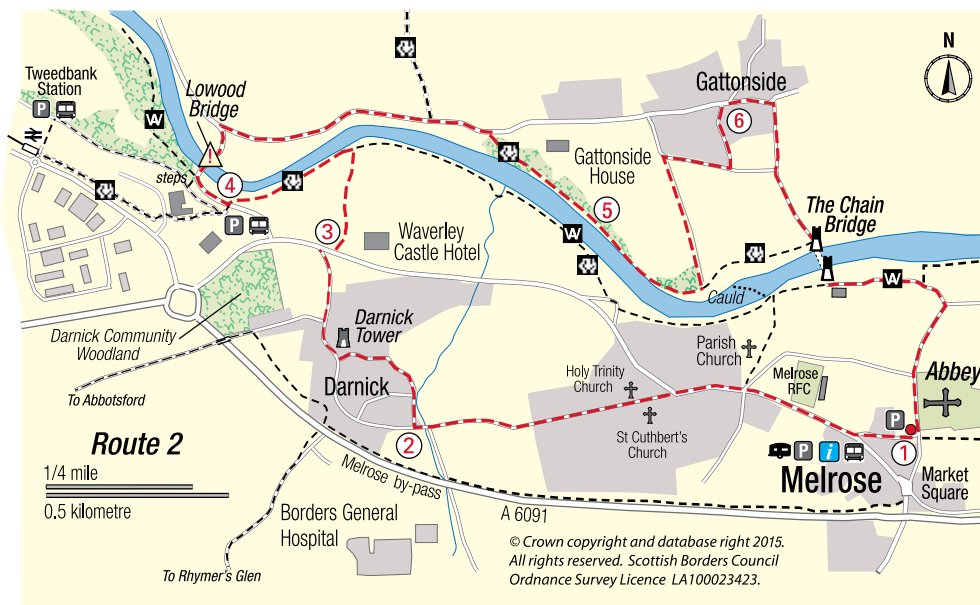 Tweedbank
Station
P
W
Lowood
Bridge
!
steps
4
P
3
Waverley
Castle Hotel
Gattonside
6
N
Gattonside
House
5
W
The Chain
Bridge
Cauld
W
Darnick Community
Woodland
Darnick
Tower
Darnick
To Abbotsford
2
Parish
Church
Holy Trinity
Church
St Cuthbert's
Church
Melrose
RFC
Abbey
P
1
P
i
Melrose
Market
Square
Route 2
1/4 mile
0.5 kilometre
Melrose by-pass
A 6091
Borders General
Hospital
To Rhymer's Glen
© Crown copyright and database right 2015.
All rights reserved. Scottish Borders Council
Ordnance Survey Licence LA100023423.